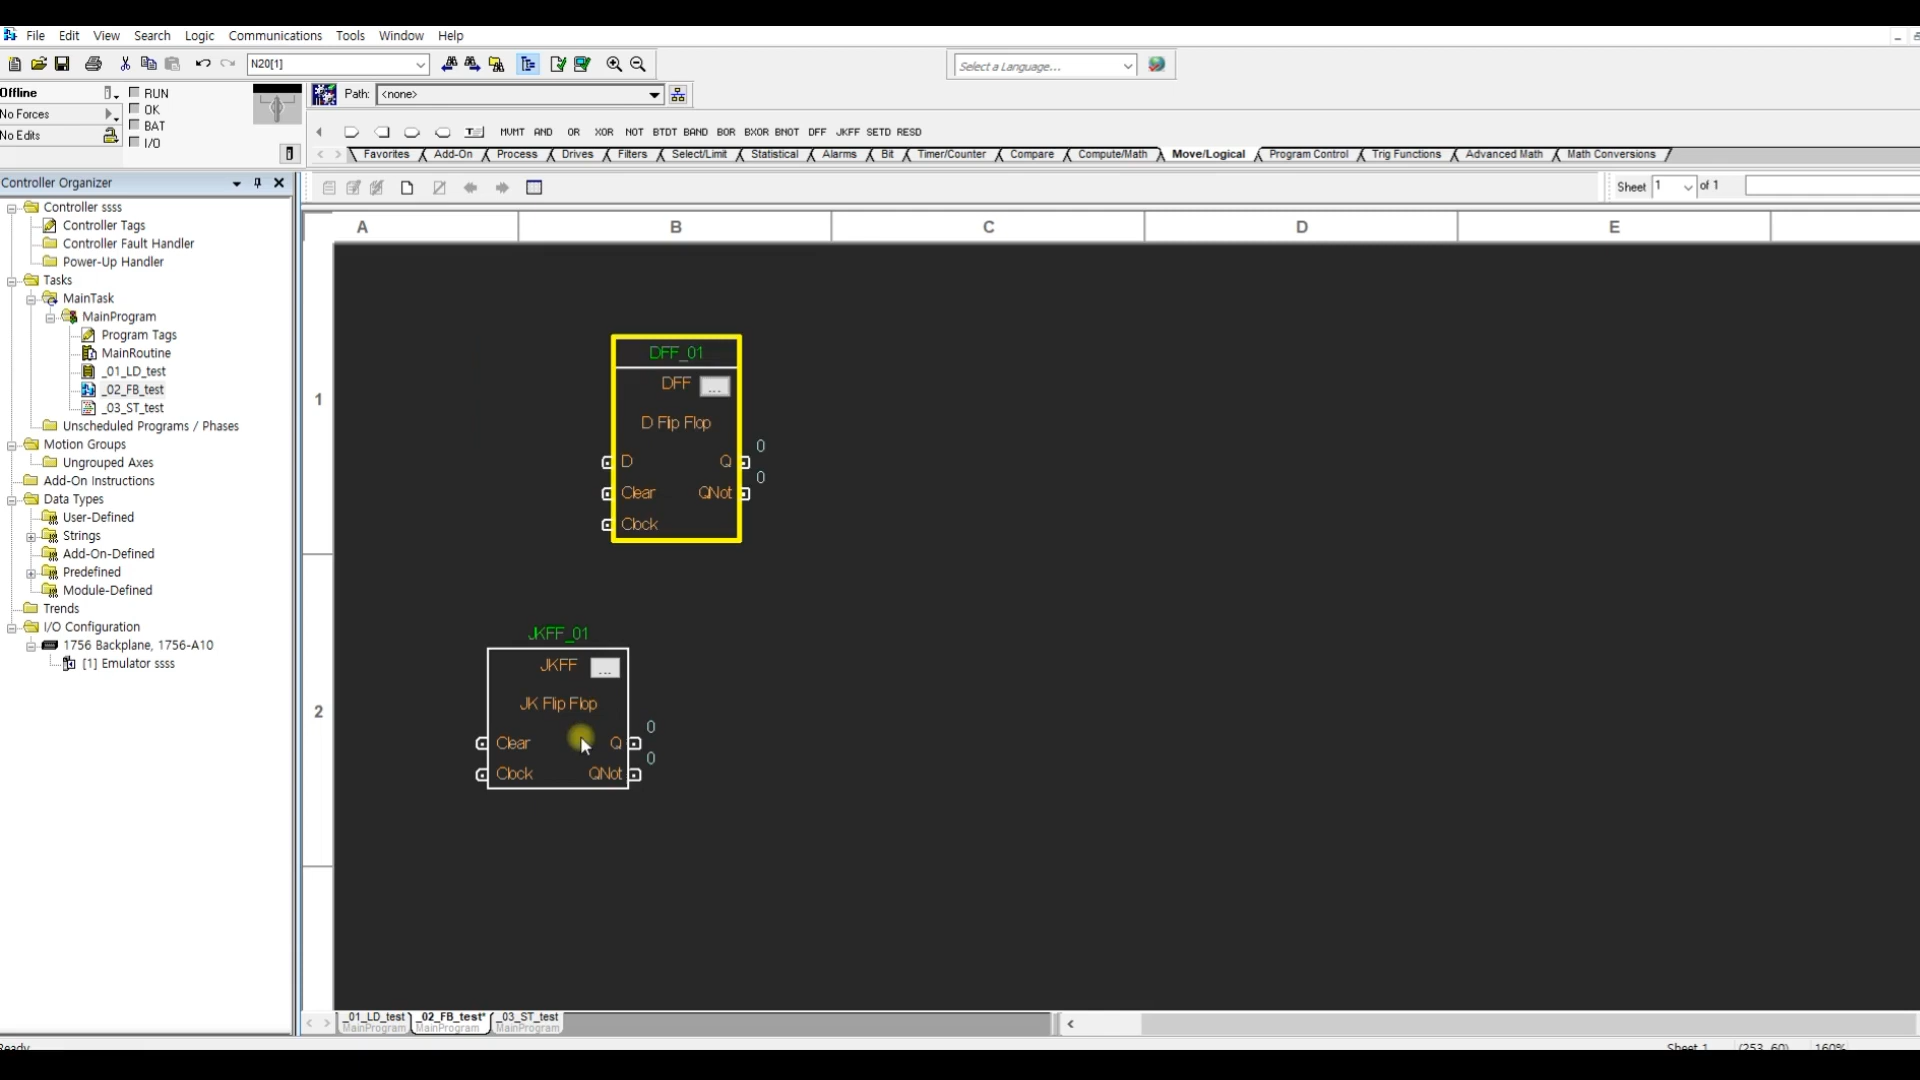 File Edit View Search Logic Communications Tools Window Help
N20[1]
Select a Language...
Offline
RUN
No Forces
OK
No Edits
BAT
I/O
Path: <none>
MVMT AND OR XOR NOT BTDT BAND BOR BXOR BNOT DFF JKFF SETD RESD
Favorites Add-On Process Drives Filters Select/Limit Statistical Alarms Bit Timer/Counter Compare Compute/Math Move/Logical Program Control Trig Functions Advanced Math Math Conversions
Controller Organizer
Sheet 1 of 1
Controller ssss
Controller Tags
Controller Fault Handler
Power-Up Handler
Tasks
MainTask
MainProgram
Program Tags
MainRoutine
_01_LD_test
_02_FB_test
_03_ST_test
Unscheduled Programs / Phases
Motion Groups
Ungrouped Axes
Add-On Instructions
Data Types
User-Defined
Strings
Add-On-Defined
Predefined
Module-Defined
Trends
I/O Configuration
1756 Backplane, 1756-A10
[1] Emulator ssss
A B C D E
1
2
DFF_01
DFF ...
D Flip Flop
0
D Q
0
Clear QNot
Clock
JKFF_01
JKFF ...
JK Flip Flop
0
Clear Q
0
Clock QNot
_01_LD_test _02_FB_test* _03_ST_test
MainProgram MainProgram MainProgram
Ready
Sheet 1 (253, 60) 160%